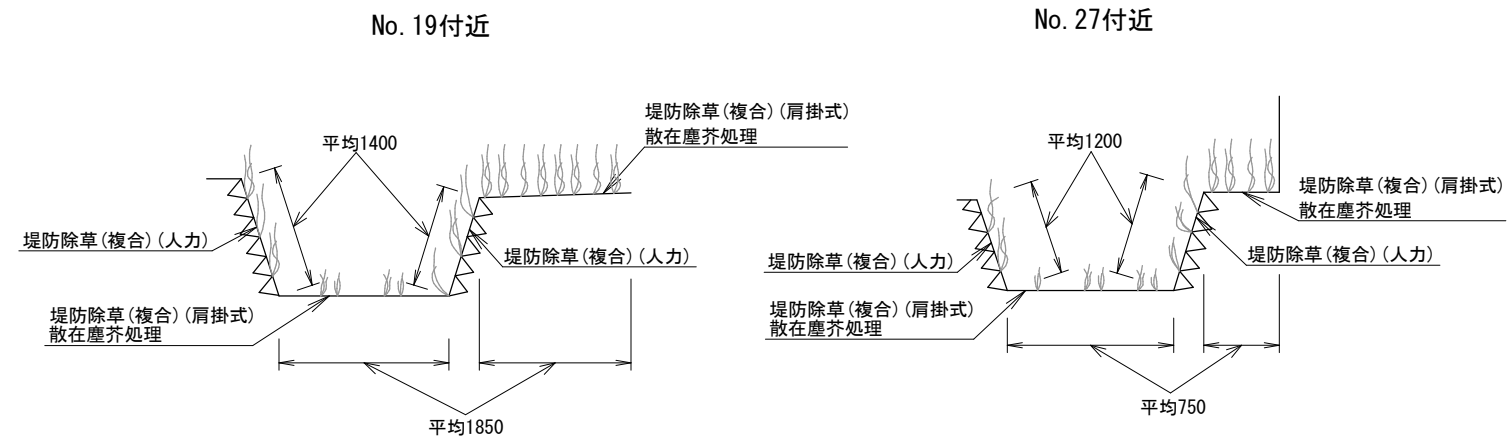 No.19付近
平均1400
堤防除草(複合)(肩掛式)
散在塵芥処理
堤防除草(複合)(人力)
堤防除草(複合)(人力)
堤防除草(複合)(肩掛式)
散在塵芥処理
平均1850
No.27付近
平均1200
堤防除草(複合)(肩掛式)
散在塵芥処理
堤防除草(複合)(人力)
堤防除草(複合)(人力)
堤防除草(複合)(肩掛式)
散在塵芥処理
平均750